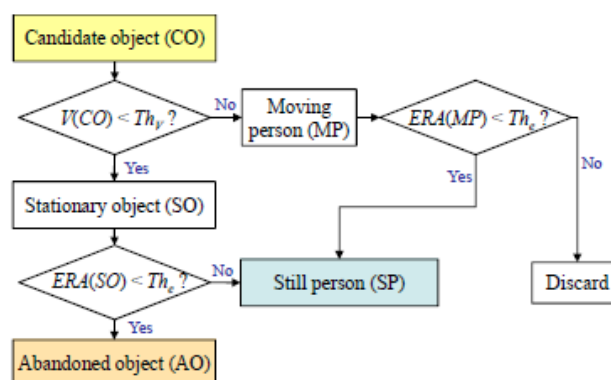 Candidate object (CO)
V(CO) < Th_V ?
No
Moving
person (MP)
ERA(MP) < Th_e ?
Yes
No
Yes
Stationary object (SO)
ERA(SO) < Th_e ?
No
Still person (SP)
Discard
Yes
Abandoned object (AO)